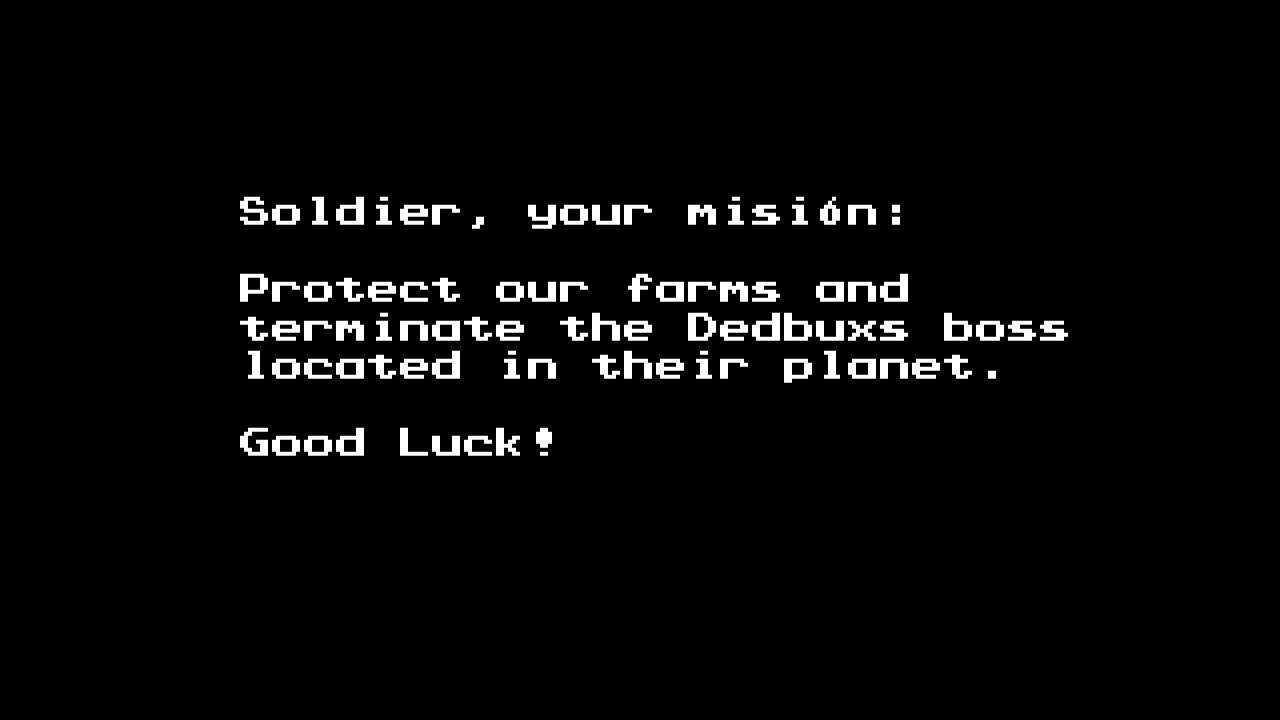 Soldier, your misión:
Protect our farms and
terminate the Dedbuxs boss
located in their planet.
Good Luck!